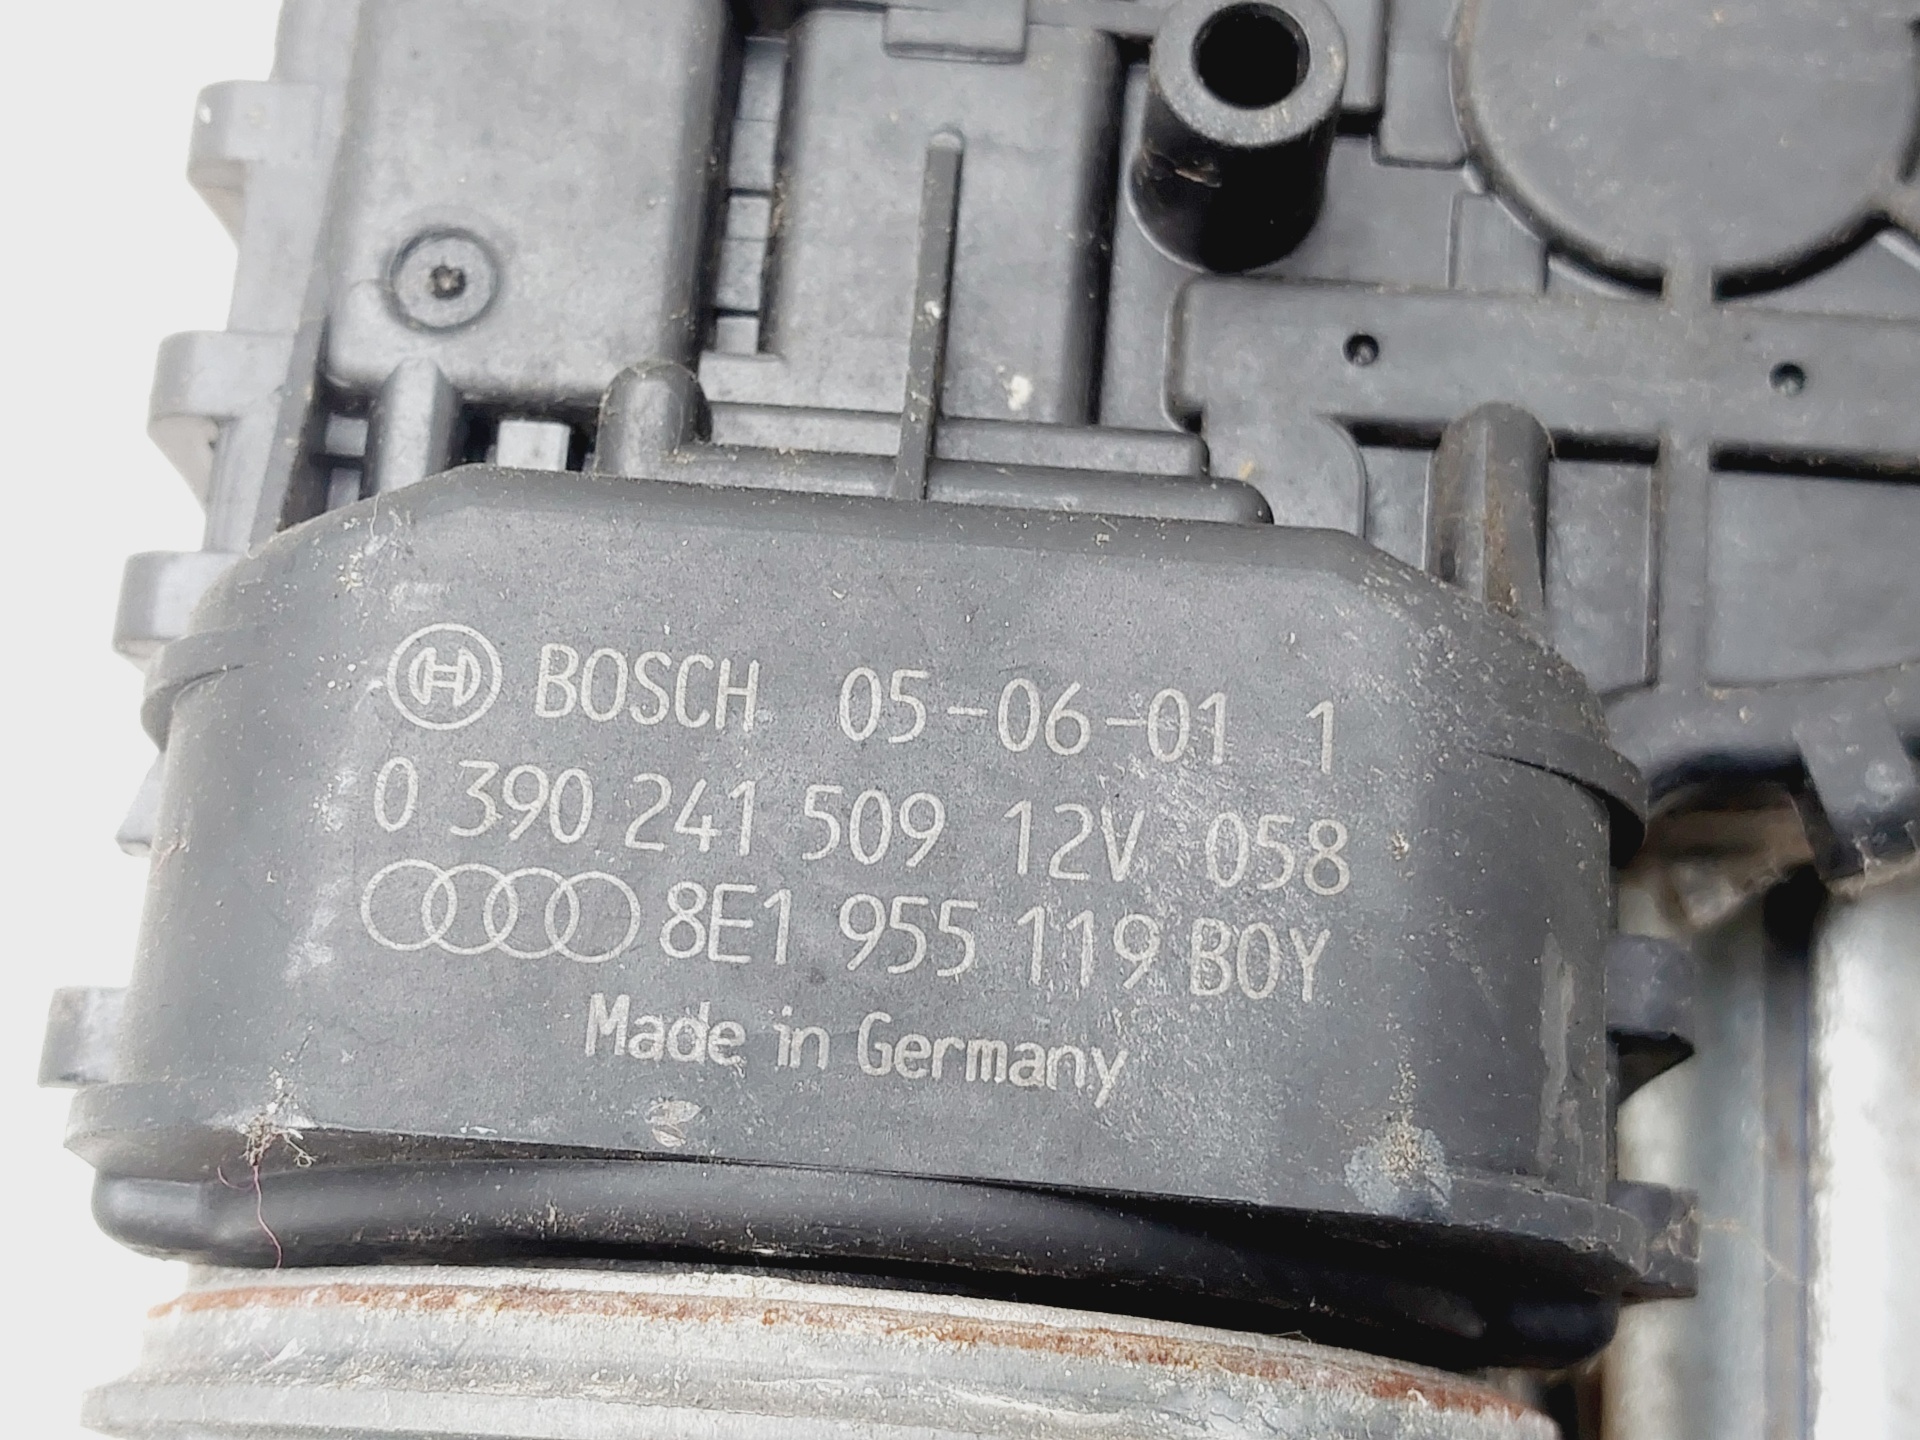 BOSCH 05-06-01 1
0 390 241 509 12V 058
8E1 955 119 B0Y
Made in Germany